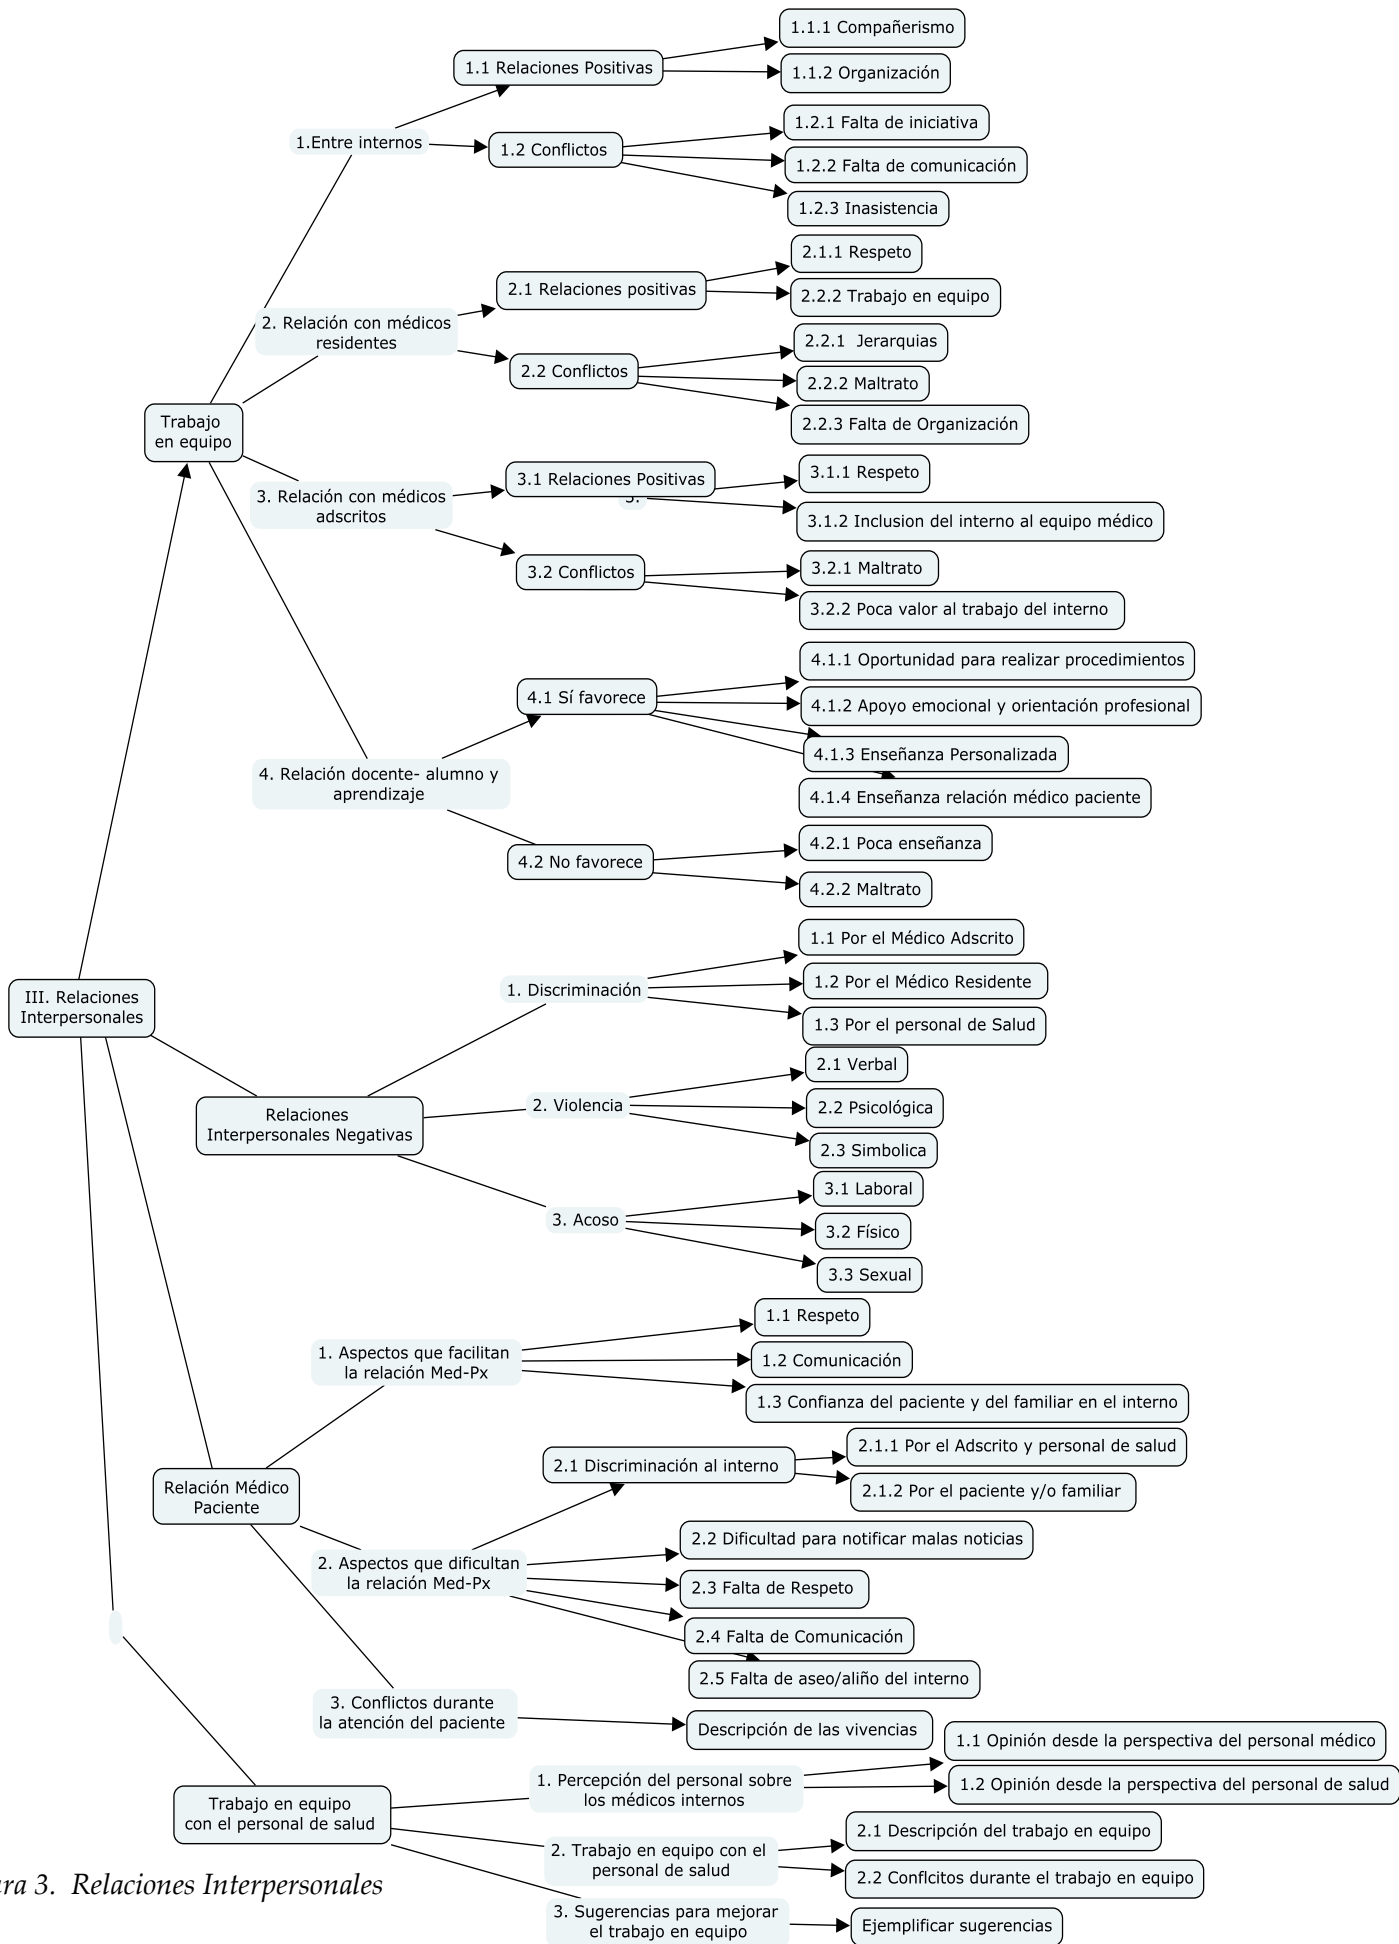 1.1.1 Compañerismo
1.1 Relaciones Positivas
1.1.2 Organización
1.Entre internos
1.2 Conflictos
1.2.1 Falta de iniciativa
1.2.2 Falta de comunicación
1.2.3 Inasistencia
2. Relación con médicos
residentes
2.1 Relaciones positivas
2.1.1 Respeto
2.2.2 Trabajo en equipo
2.2 Conflictos
2.2.1 Jerarquias
2.2.2 Maltrato
2.2.3 Falta de Organización
Trabajo
en equipo
3. Relación con médicos
adscritos
3.1 Relaciones Positivas
3.1.1 Respeto
3.1.2 Inclusion del interno al equipo médico
3.2 Conflictos
3.2.1 Maltrato
3.2.2 Poca valor al trabajo del interno
4. Relación docente- alumno y
aprendizaje
4.1 Sí favorece
4.1.1 Oportunidad para realizar procedimientos
4.1.2 Apoyo emocional y orientación profesional
4.1.3 Enseñanza Personalizada
4.1.4 Enseñanza relación médico paciente
4.2 No favorece
4.2.1 Poca enseñanza
4.2.2 Maltrato
III. Relaciones
Interpersonales
Relaciones
Interpersonales Negativas
1. Discriminación
1.1 Por el Médico Adscrito
1.2 Por el Médico Residente
1.3 Por el personal de Salud
2. Violencia
2.1 Verbal
2.2 Psicológica
2.3 Simbolica
3. Acoso
3.1 Laboral
3.2 Físico
3.3 Sexual
Relación Médico
Paciente
1. Aspectos que facilitan
la relación Med-Px
1.1 Respeto
1.2 Comunicación
1.3 Confianza del paciente y del familiar en el interno
2. Aspectos que dificultan
la relación Med-Px
2.1 Discriminación al interno
2.1.1 Por el Adscrito y personal de salud
2.1.2 Por el paciente y/o familiar
2.2 Dificultad para notificar malas noticias
2.3 Falta de Respeto
2.4 Falta de Comunicación
2.5 Falta de aseo/aliño del interno
3. Conflictos durante
la atención del paciente
Descripción de las vivencias
Trabajo en equipo
con el personal de salud
1. Percepción del personal sobre
los médicos internos
1.1 Opinión desde la perspectiva del personal médico
1.2 Opinión desde la perspectiva del personal de salud
2. Trabajo en equipo con el
personal de salud
2.1 Descripción del trabajo en equipo
2.2 Conflcitos durante el trabajo en equipo
3. Sugerencias para mejorar
el trabajo en equipo
Ejemplificar sugerencias
ra 3. Relaciones Interpersonales